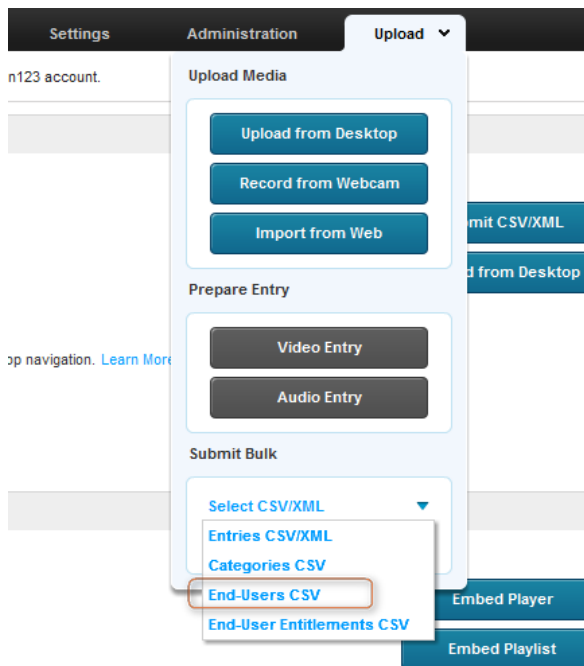 Settings
Administration
Upload
n123 account.
Upload Media
Upload from Desktop
Record from Webcam
Import from Web
mit CSV/XML
d from Desktop
Prepare Entry
Video Entry
Audio Entry
op navigation. Learn More
Submit Bulk
Select CSV/XML
Entries CSV/XML
Categories CSV
End-Users CSV
End-User Entitlements CSV
Embed Player
Embed Playlist